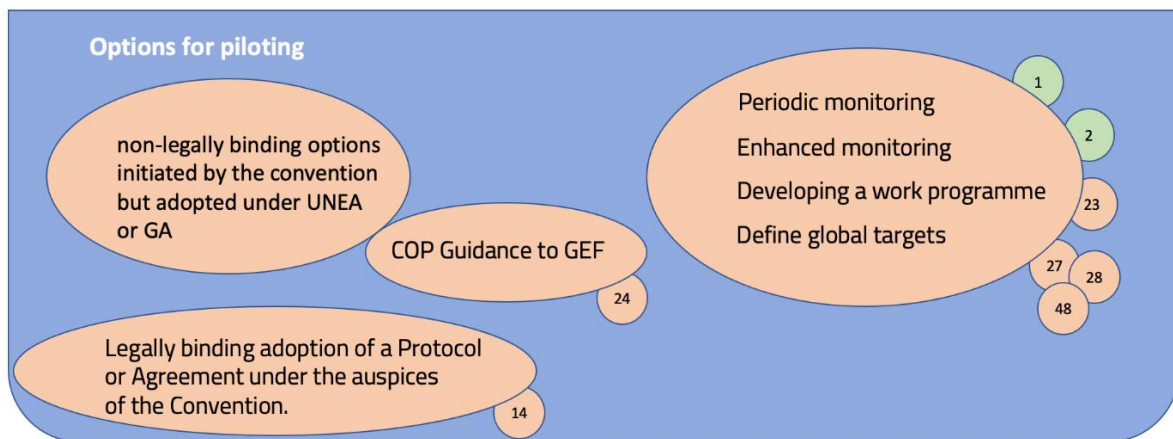 Options for piloting
non-legally binding options
initiated by the convention
but adopted under UNEA
or GA
COP Guidance to GEF
24
Legally binding adoption of a Protocol
or Agreement under the auspices
of the Convention.
14
Periodic monitoring
Enhanced monitoring
Developing a work programme
Define global targets
1
2
23
27
28
48